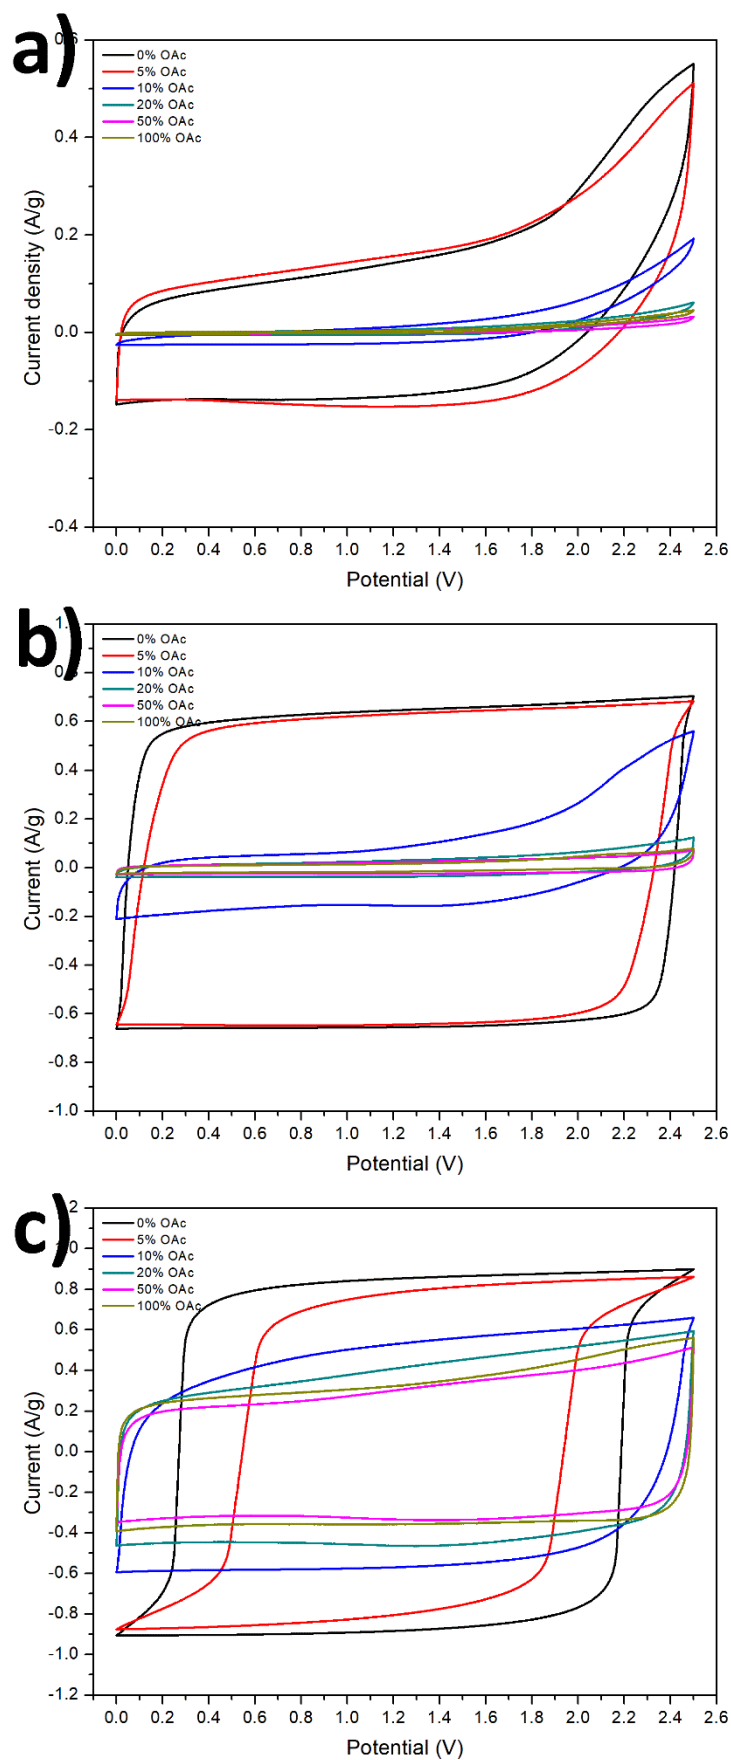 a)
0% OAc
5% OAc
10% OAc
20% OAc
50% OAc
100% OAc
0.4
0.2
0.0
-0.2
-0.4
Current density (A/g)
0.0 0.2 0.4 0.6 0.8 1.0 1.2 1.4 1.6 1.8 2.0 2.2 2.4 2.6
Potential (V)
b)
0% OAc
5% OAc
10% OAc
20% OAc
50% OAc
100% OAc
0.6
0.4
0.2
0.0
-0.2
-0.4
-0.6
-0.8
-1.0
Current (A/g)
0.0 0.2 0.4 0.6 0.8 1.0 1.2 1.4 1.6 1.8 2.0 2.2 2.4 2.6
Potential (V)
c)
0% OAc
5% OAc
10% OAc
20% OAc
50% OAc
100% OAc
0.8
0.6
0.4
0.2
0.0
-0.2
-0.4
-0.6
-0.8
-1.0
-1.2
Current (A/g)
0.0 0.2 0.4 0.6 0.8 1.0 1.2 1.4 1.6 1.8 2.0 2.2 2.4 2.6
Potential (V)